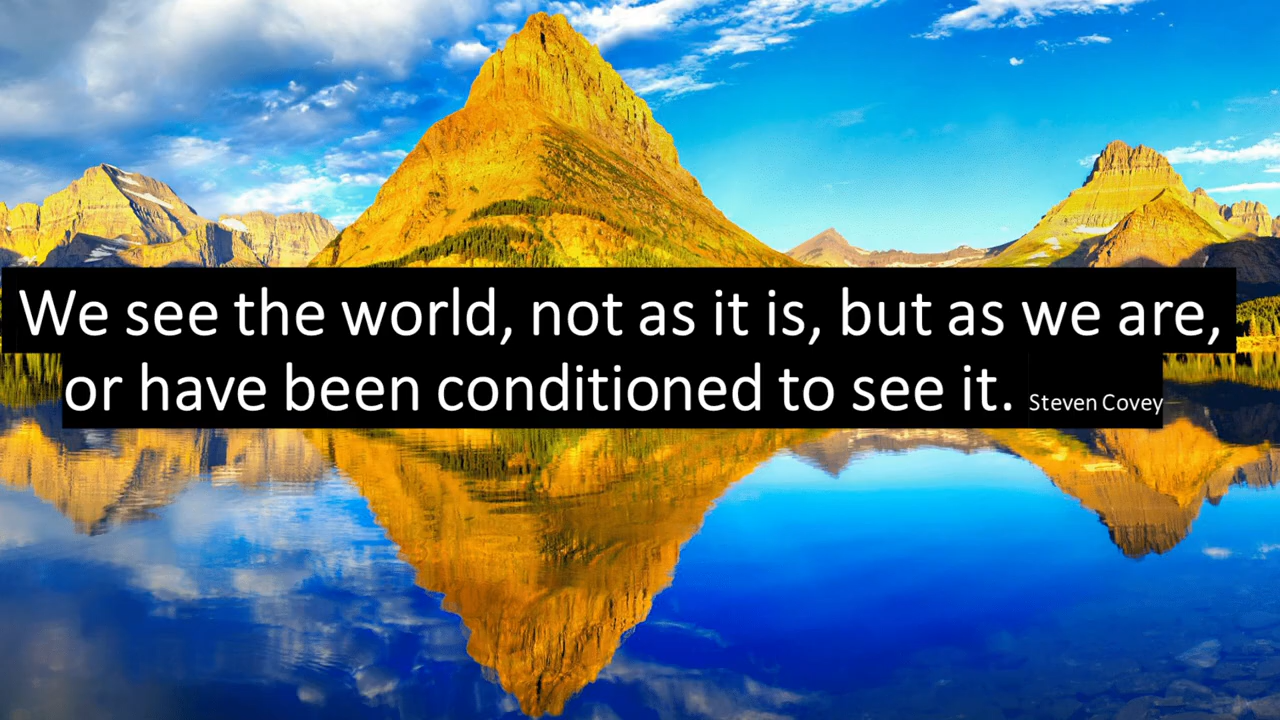 We see the world, not as it is, but as we are,
or have been conditioned to see it. Steven Covey